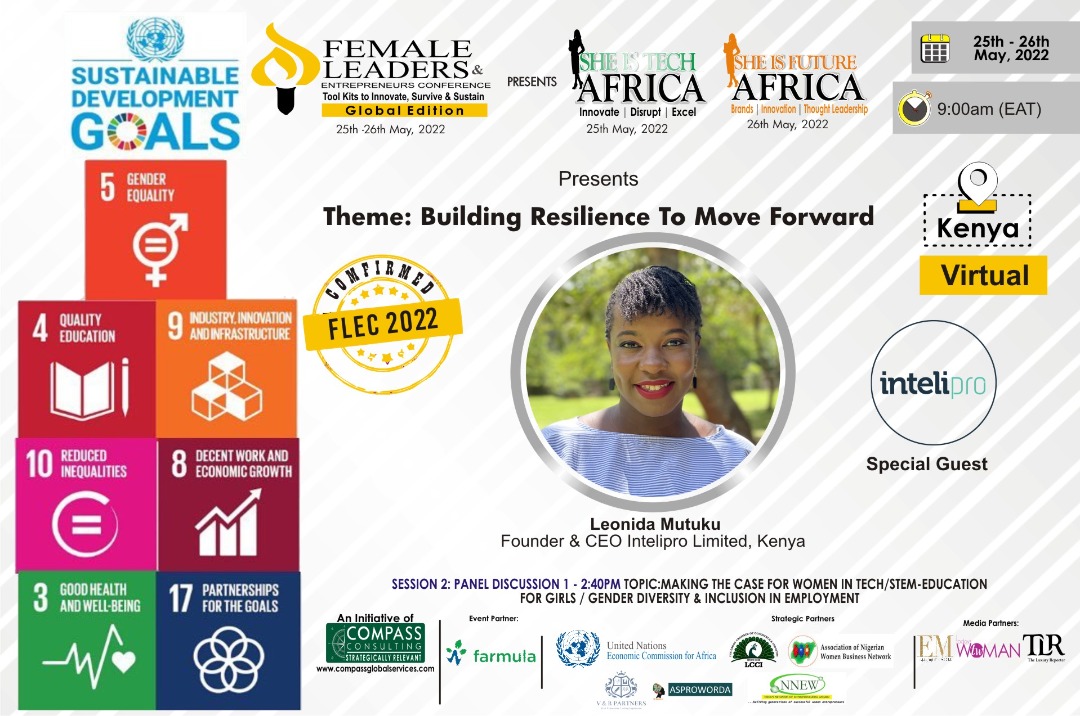 SUSTAINABLE
DEVELOPMENT
GOALS
5 GENDER
EQUALITY
4 QUALITY
EDUCATION
9 INDUSTRY, INNOVATION
AND INFRASTRUCTURE
10 REDUCED
INEQUALITIES
8 DECENT WORK AND
ECONOMIC GROWTH
3 GOOD HEALTH
AND WELL-BEING
17 PARTNERSHIPS
FOR THE GOALS
FEMALE
LEADERS &
ENTREPRENEURS CONFERENCE
Tool Kits to Innovate, Survive & Sustain
Global Edition
25th -26th May, 2022
PRESENTS
SHE IS TECH
AFRICA
Innovate | Disrupt | Excel
25th May, 2022
SHE IS FUTURE
AFRICA
Brands | Innovation | Thought Leadership
26th May, 2022
25th - 26th
May, 2022
9:00am (EAT)
Presents
Theme: Building Resilience To Move Forward
Kenya
Virtual
CONFIRMED
FLEC 2022
intelipro
Special Guest
Leonida Mutuku
Founder & CEO Intelipro Limited, Kenya
SESSION 2: PANEL DISCUSSION 1 - 2:40PM TOPIC:MAKING THE CASE FOR WOMEN IN TECH/STEM-EDUCATION
FOR GIRLS / GENDER DIVERSITY & INCLUSION IN EMPLOYMENT
An Initiative of
COMPASS
CONSULTING
STRATEGICALLY RELEVANT
www.compassglobalservices.com
Event Partner:
farmula
Strategic Partners
United Nations
Economic Commission for Africa
LCCI
Association of Nigerian
Women Business Network
V & R PARTNERS
ASPROWORDA
NNEW
Media Partners:
EM
WOMAN
TLR
The Luxury Reporter